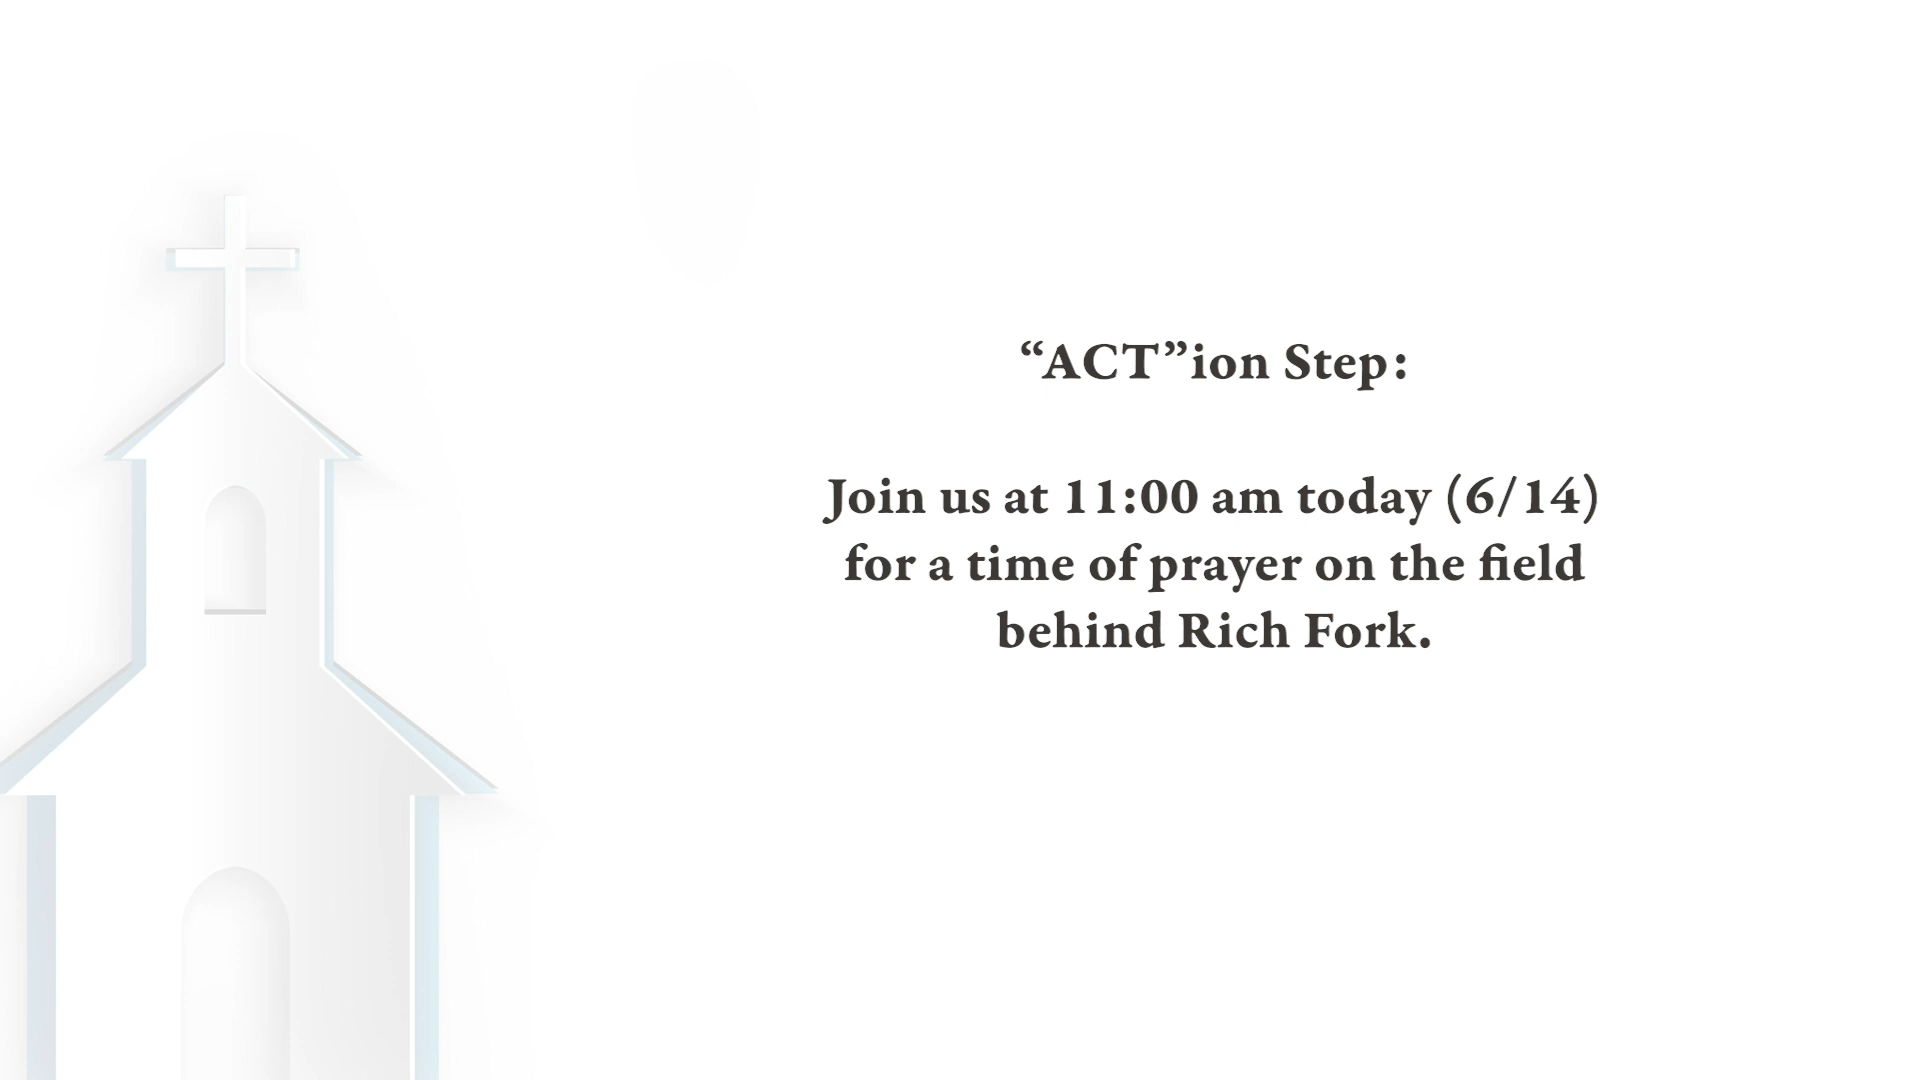 “ACT”ion Step:
Join us at 11:00 am today (6/14)
for a time of prayer on the field
behind Rich Fork.